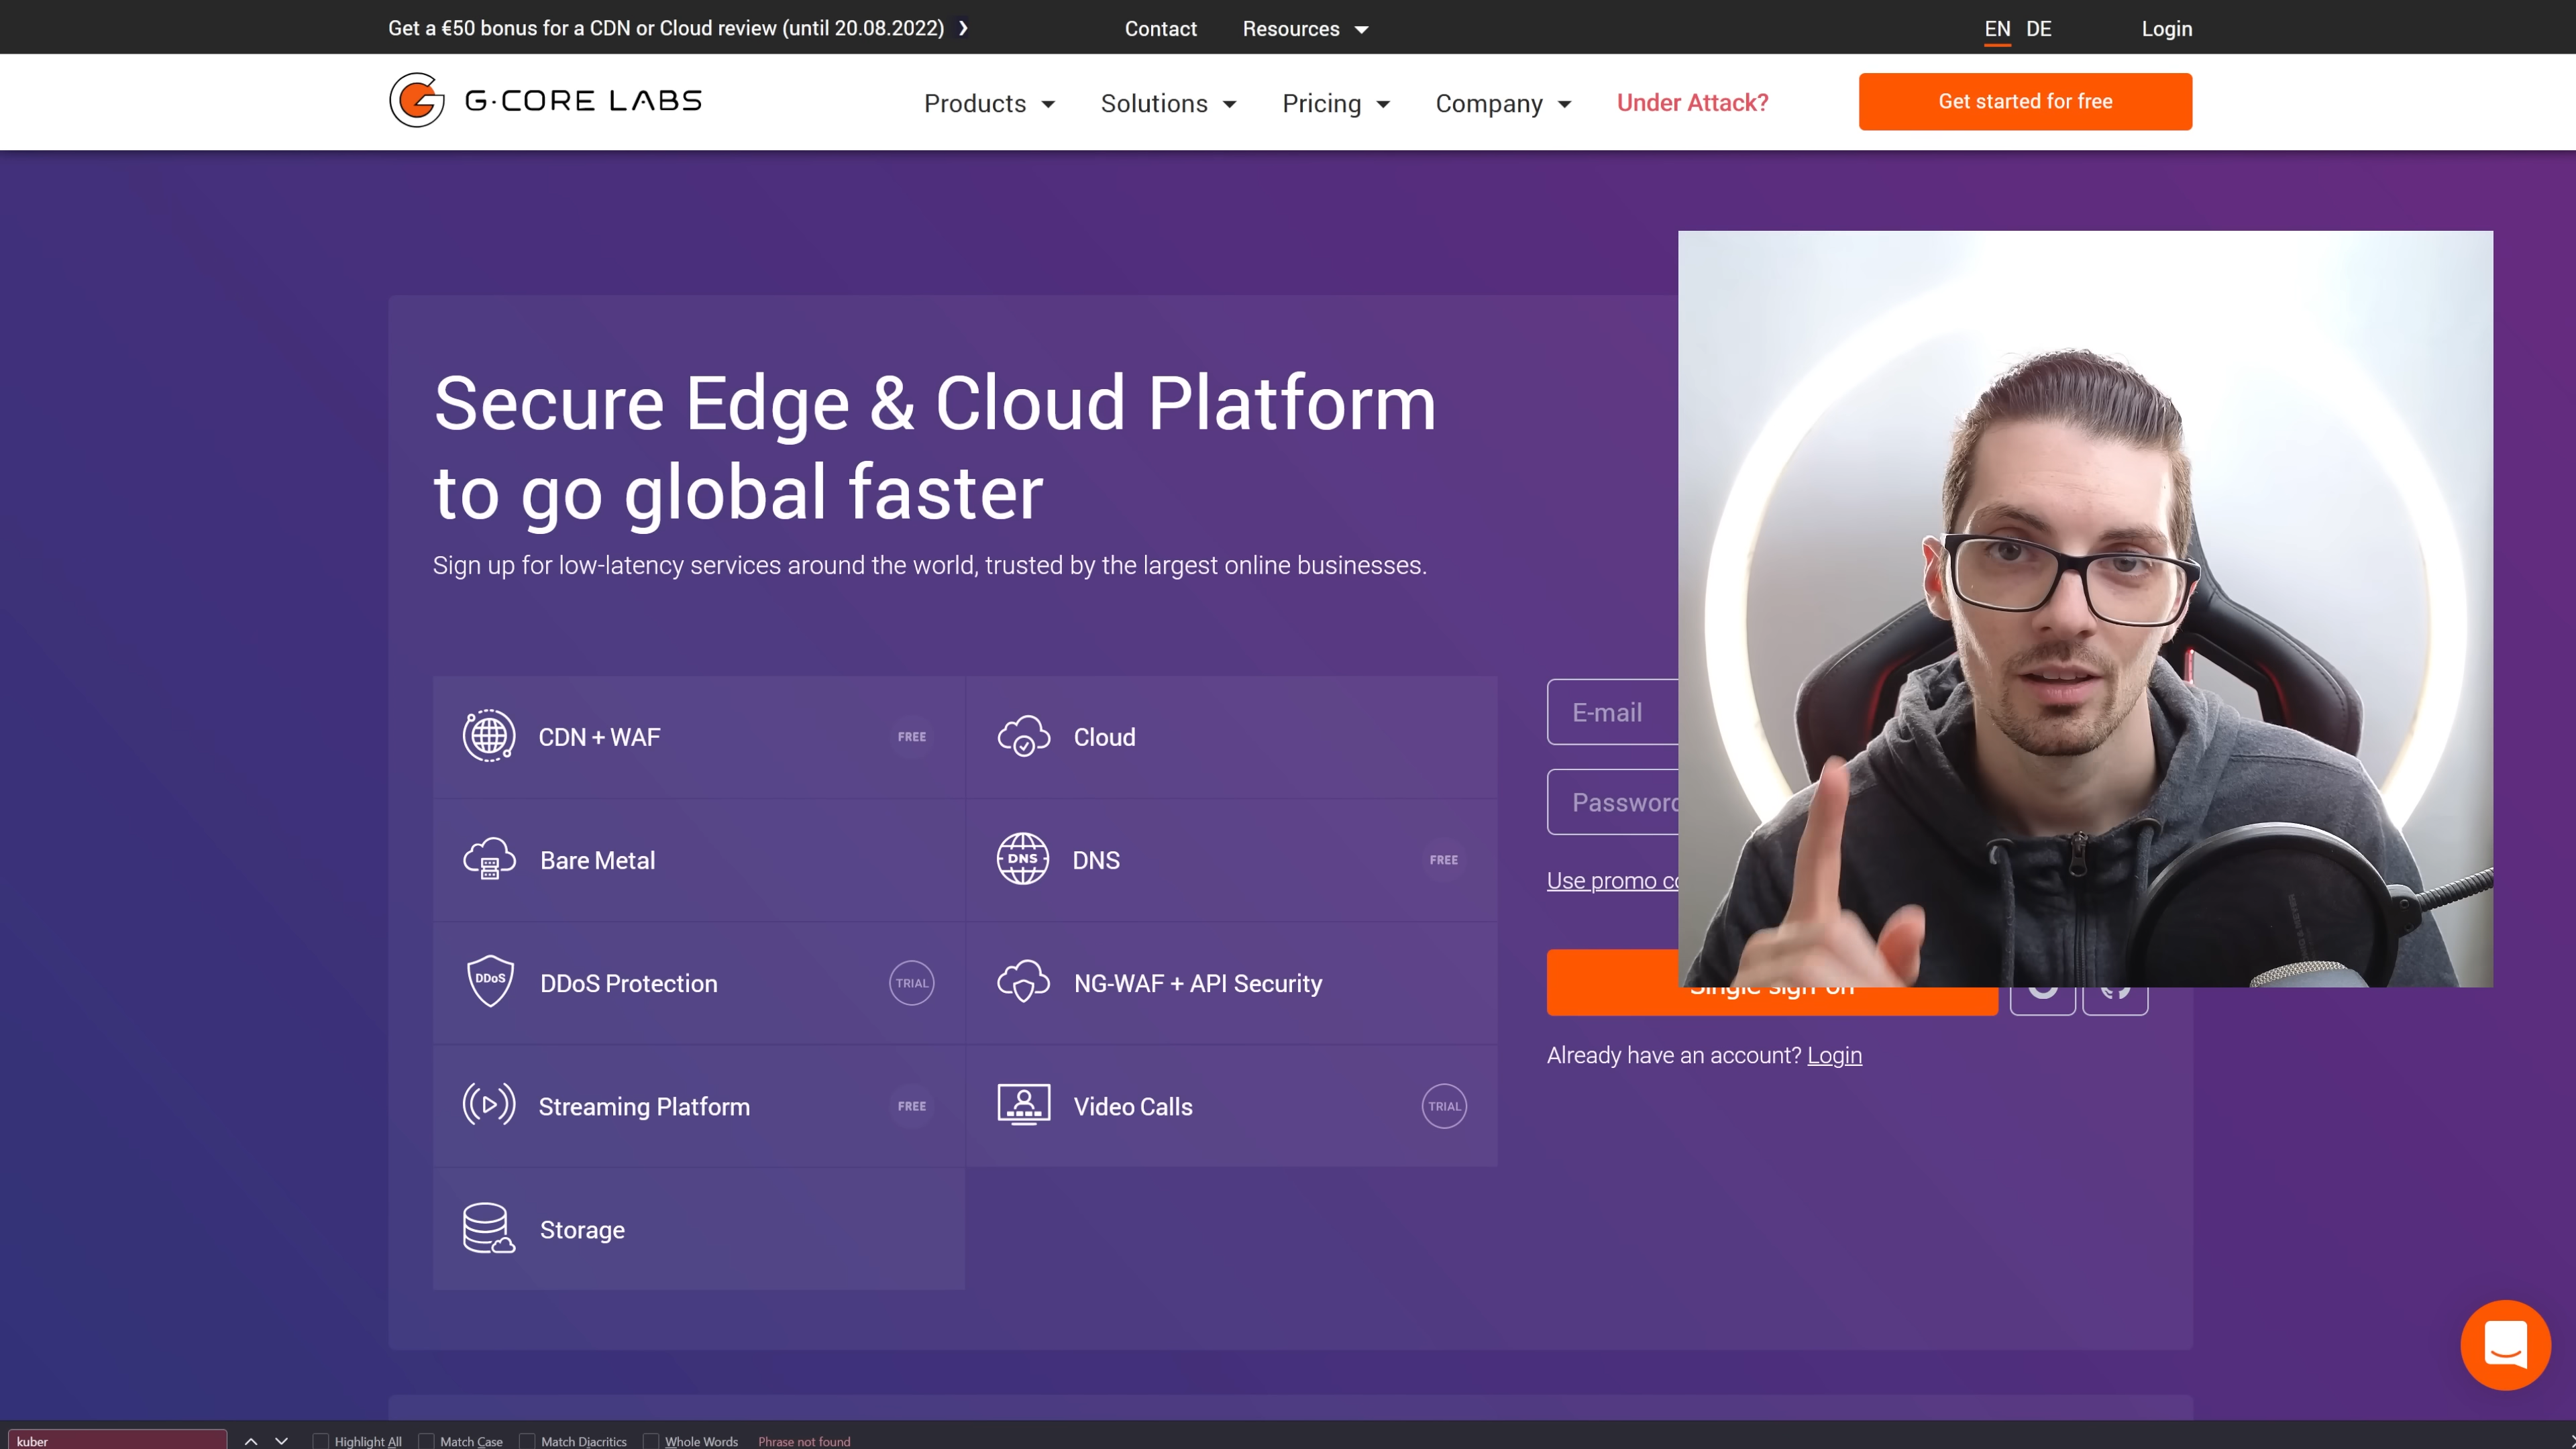 Get a €50 bonus for a CDN or Cloud review (until 20.08.2022) ❯ Contact Resources EN DE Login
G·CORE LABS Products Solutions Pricing Company Under Attack? Get started for free
Secure Edge & Cloud Platform
to go global faster
Sign up for low-latency services around the world, trusted by the largest online businesses.
CDN + WAF FREE Cloud
E-mail
Password
Bare Metal DNS DNS FREE
Use promo
DDoS DDoS Protection TRIAL NG-WAF + API Security
Single sign-on
Already have an account? Login
Streaming Platform FREE Video Calls TRIAL
Storage
kuber Highlight All Match Case Match Diacritics Whole Words Phrase not found